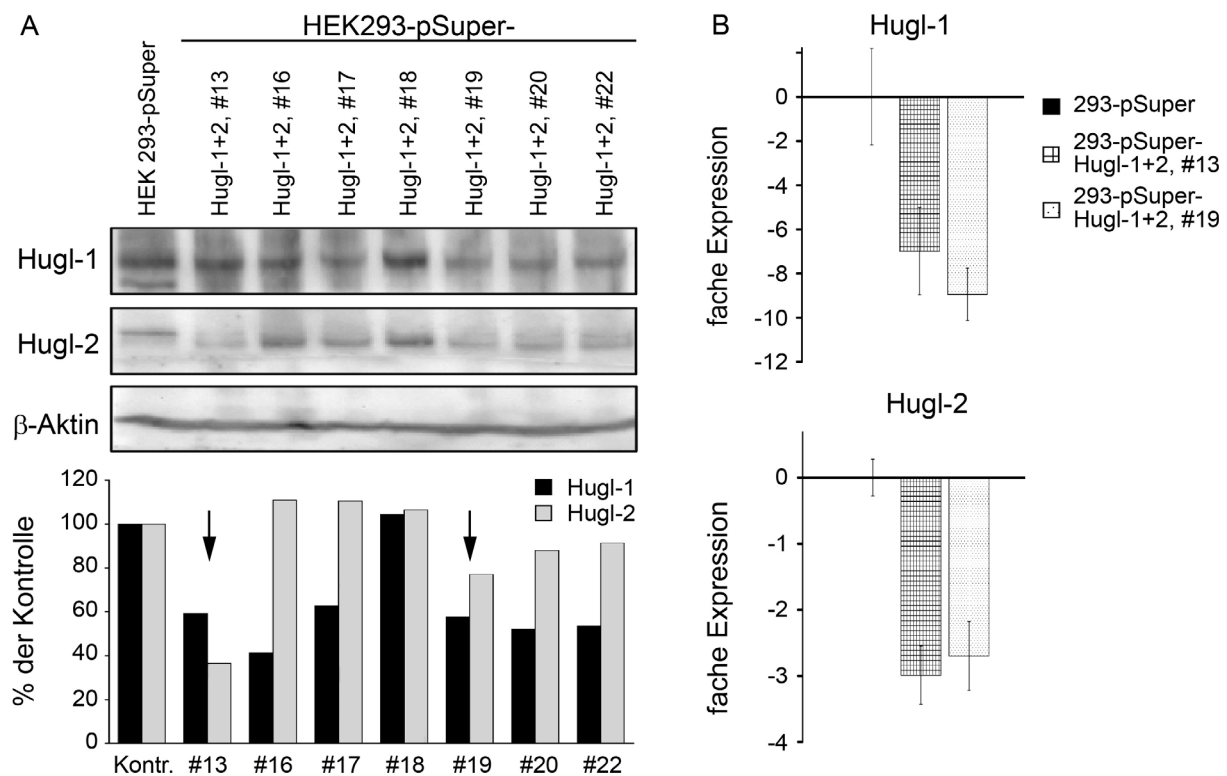 A
HEK293-pSuper-
HEK 293-pSuper
Hugl-1+2, #13
Hugl-1+2, #16
Hugl-1+2, #17
Hugl-1+2, #18
Hugl-1+2, #19
Hugl-1+2, #20
Hugl-1+2, #22
Hugl-1
Hugl-2
β-Aktin
% der Kontrolle
120
100
80
60
40
20
0
Hugl-1
Hugl-2
Kontr.
#13
#16
#17
#18
#19
#20
#22
B
Hugl-1
fache Expression
0
-2
-4
-6
-8
-10
-12
293-pSuper
293-pSuper-
Hugl-1+2, #13
293-pSuper-
Hugl-1+2, #19
Hugl-2
fache Expression
0
-1
-2
-3
-4